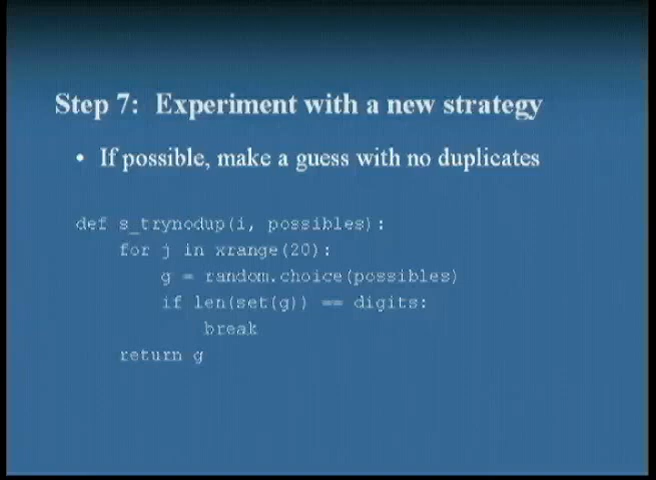 Step 7: Experiment with a new strategy
• If possible, make a guess with no duplicates
def s_trynodup(i, possibles):
    for j in xrange(20):
        g = random.choice(possibles)
        if len(set(g)) == digits:
            break
    return g